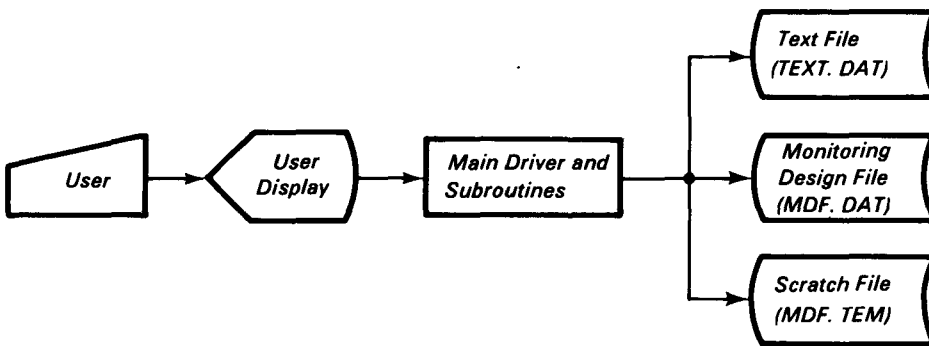 User
User
Display
Main Driver and
Subroutines
Text File
(TEXT. DAT)
Monitoring
Design File
(MDF. DAT)
Scratch File
(MDF. TEM)